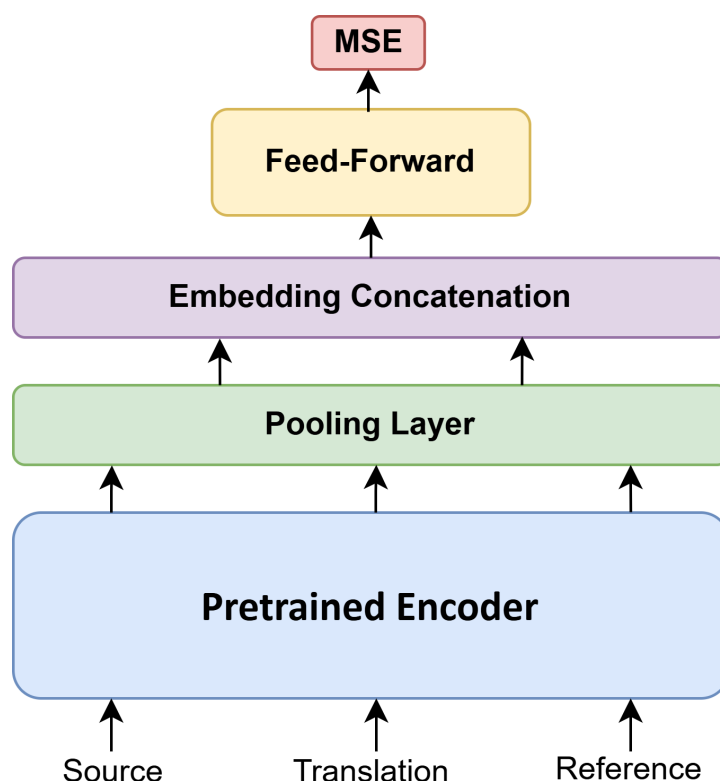 MSE
Feed-Forward
Embedding Concatenation
Pooling Layer
Pretrained Encoder
Source Translation Reference